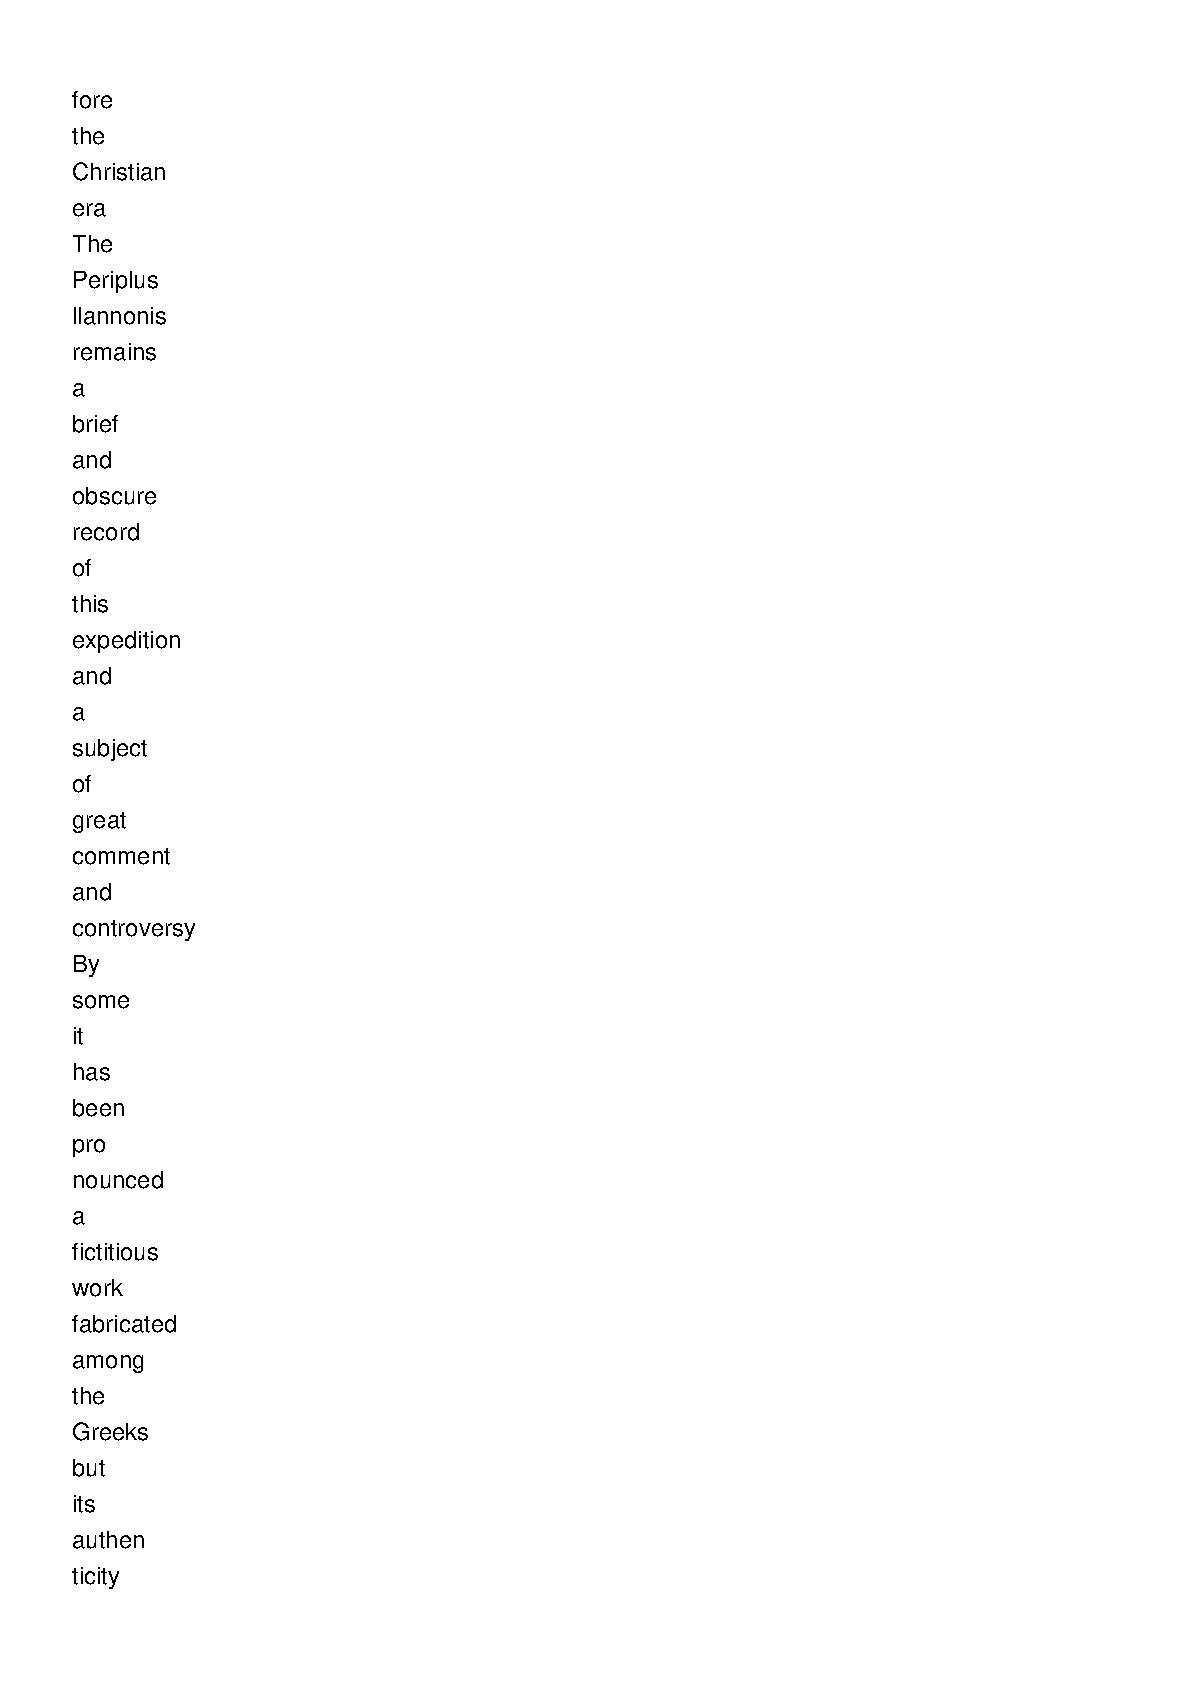 fore
the
Christian
era
The
Periplus
llannonis
remains
a
brief
and
obscure
record
of
this
expedition
and
a
subject
of
great
comment
and
controversy
By
some
it
has
been
pro
nounced
a
fictitious
work
fabricated
among
the
Greeks
but
its
authen
ticity